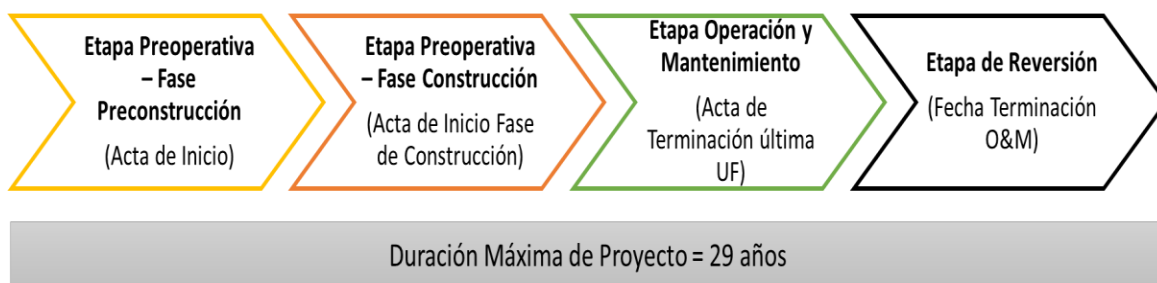 Etapa Preoperativa
– Fase
Preconstrucción
(Acta de Inicio)
Etapa Preoperativa
– Fase Construcción
(Acta de Inicio Fase
de Construcción)
Etapa Operación y
Mantenimiento
(Acta de
Terminación última
UF)
Etapa de Reversión
(Fecha Terminación
O&M)
Duración Máxima de Proyecto = 29 años